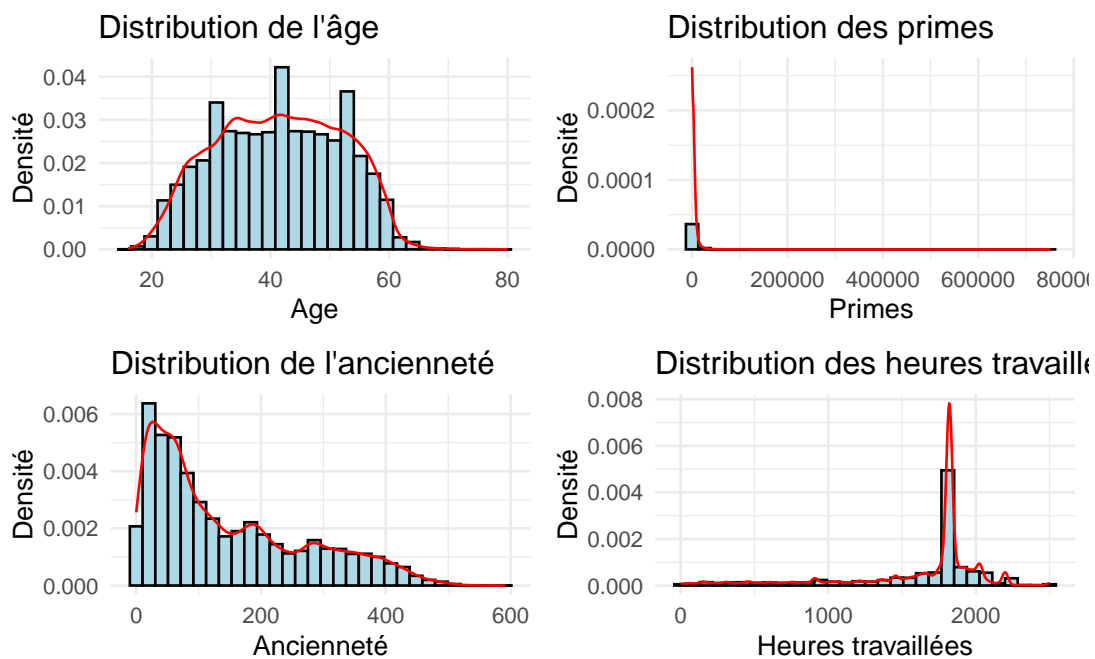 Distribution de l'âge
0.04
0.03
0.02
0.01
0.00
Densité
20 40 60 80
Age
Distribution des primes
0.0002
0.0001
0.0000
Densité
0 200000 400000 600000 80000
Primes
Distribution de l'ancienneté
0.006
0.004
0.002
0.000
Densité
0 200 400 600
Ancienneté
Distribution des heures travaillé
0.008
0.006
0.004
0.002
0.000
Densité
0 1000 2000
Heures travaillées